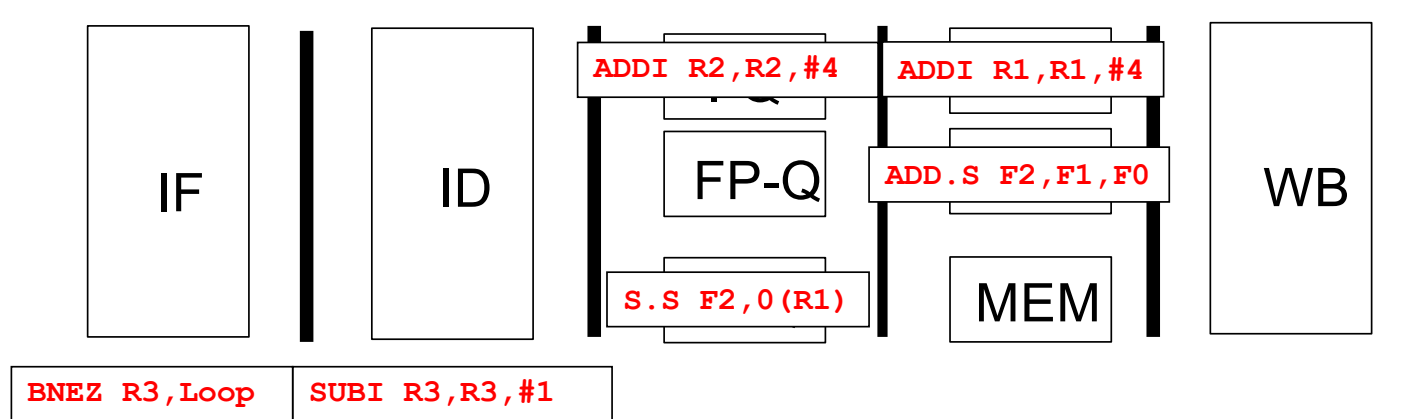 ADDI R2,R2,#4
ADDI R1,R1,#4
IF
ID
FP-Q
ADD.S F2,F1,F0
WB
S.S F2,0(R1)
MEM
BNEZ R3,Loop
SUBI R3,R3,#1